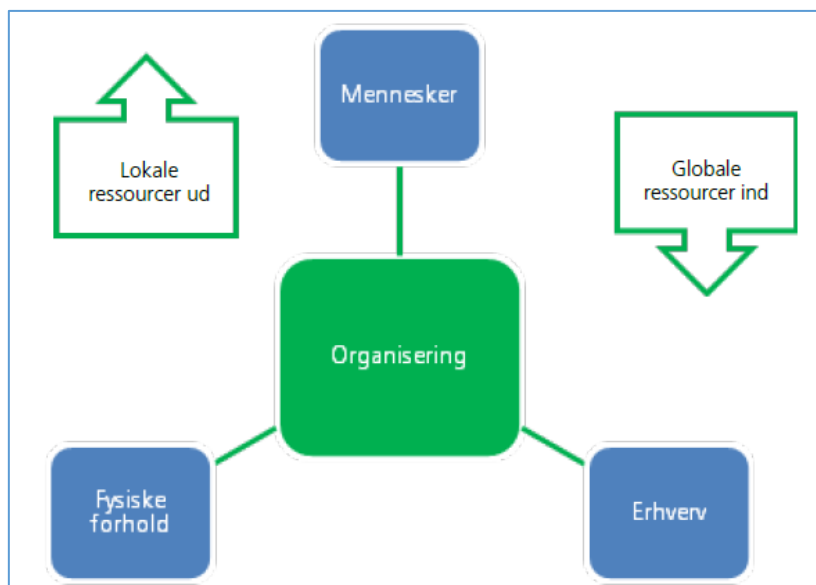 Mennesker
Lokale
ressourcer ud
Globale
ressourcer ind
Organisering
Fysiske
forhold
Erhverv